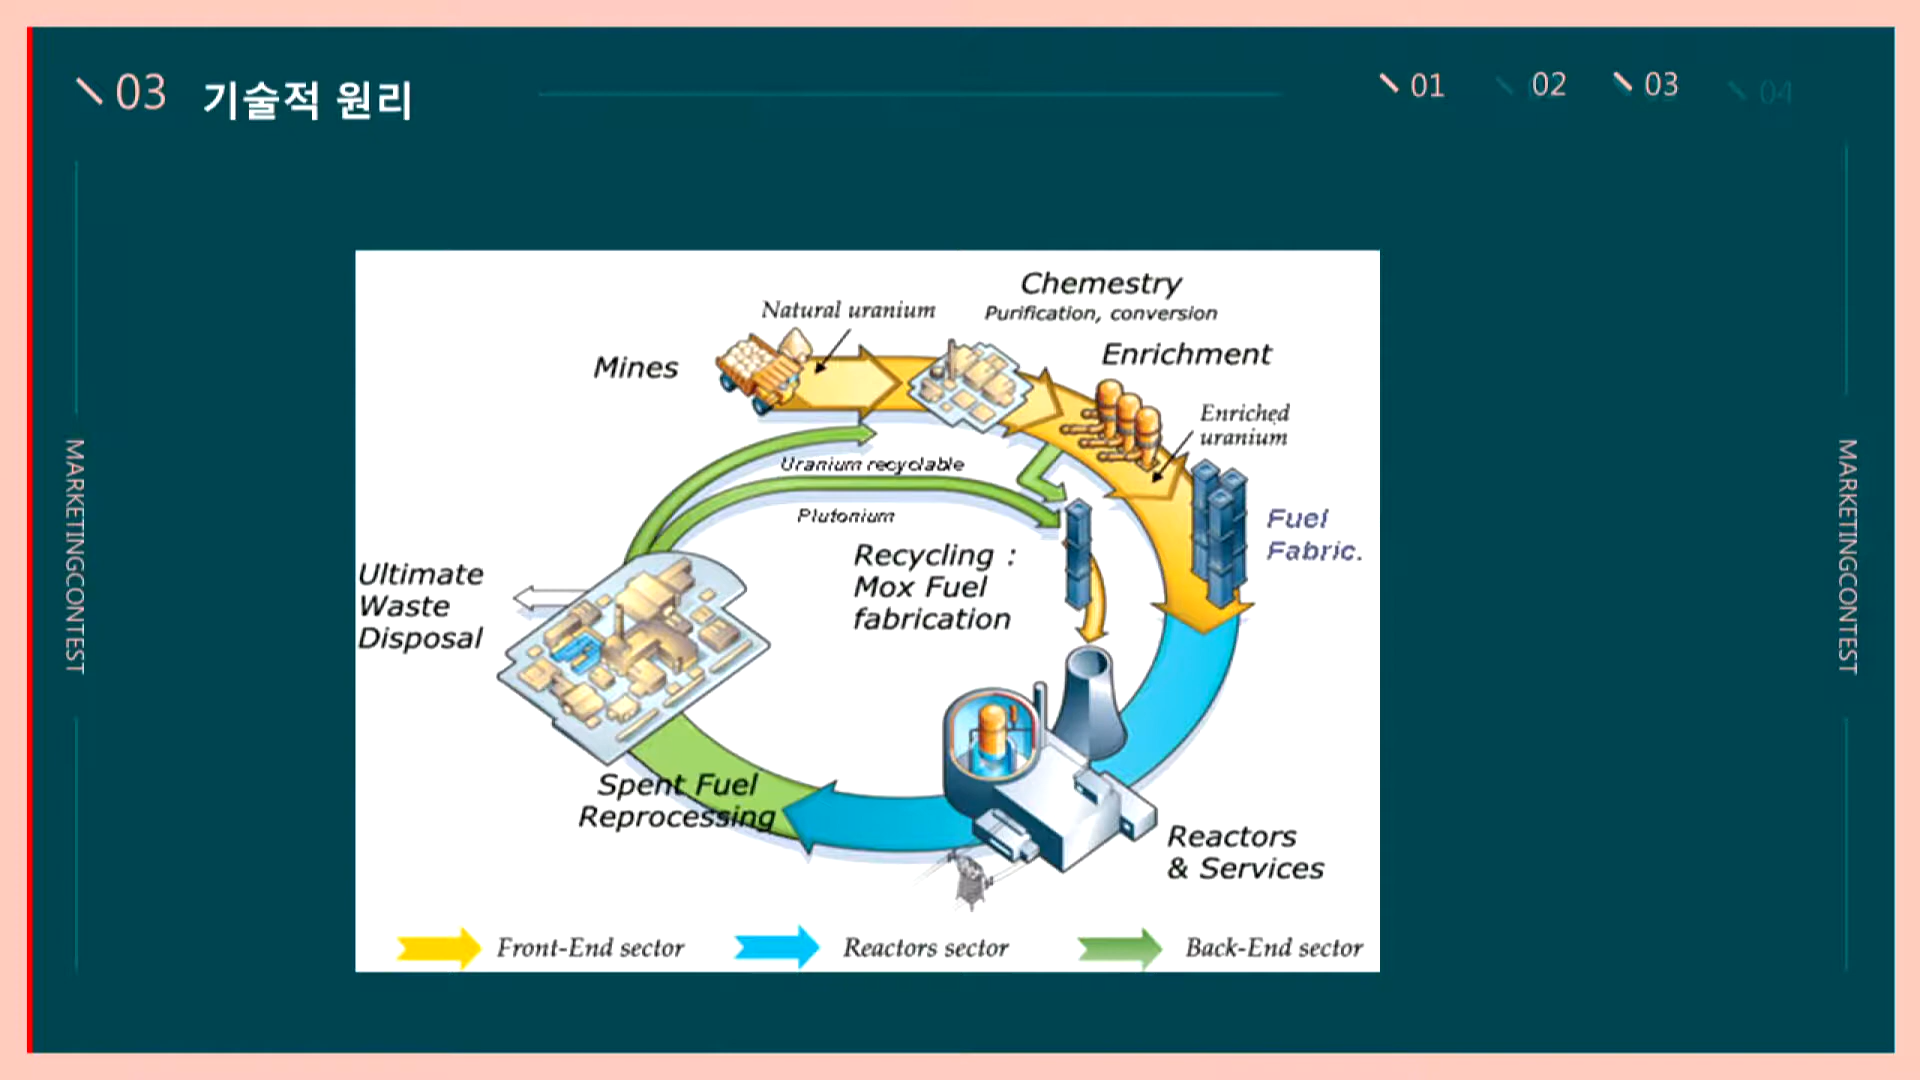 03 기술적 원리
01
02
03
04
MARKETINGCONTEST
MARKETINGCONTEST
Chemestry
Purification, conversion
Natural uranium
Mines
Enrichment
Enriched
uranium
Uranium recyclable
Plutonium
Fuel
Fabric.
Recycling :
Mox Fuel
fabrication
Ultimate
Waste
Disposal
Spent Fuel
Reprocessing
Reactors
& Services
Front-End sector
Reactors sector
Back-End sector